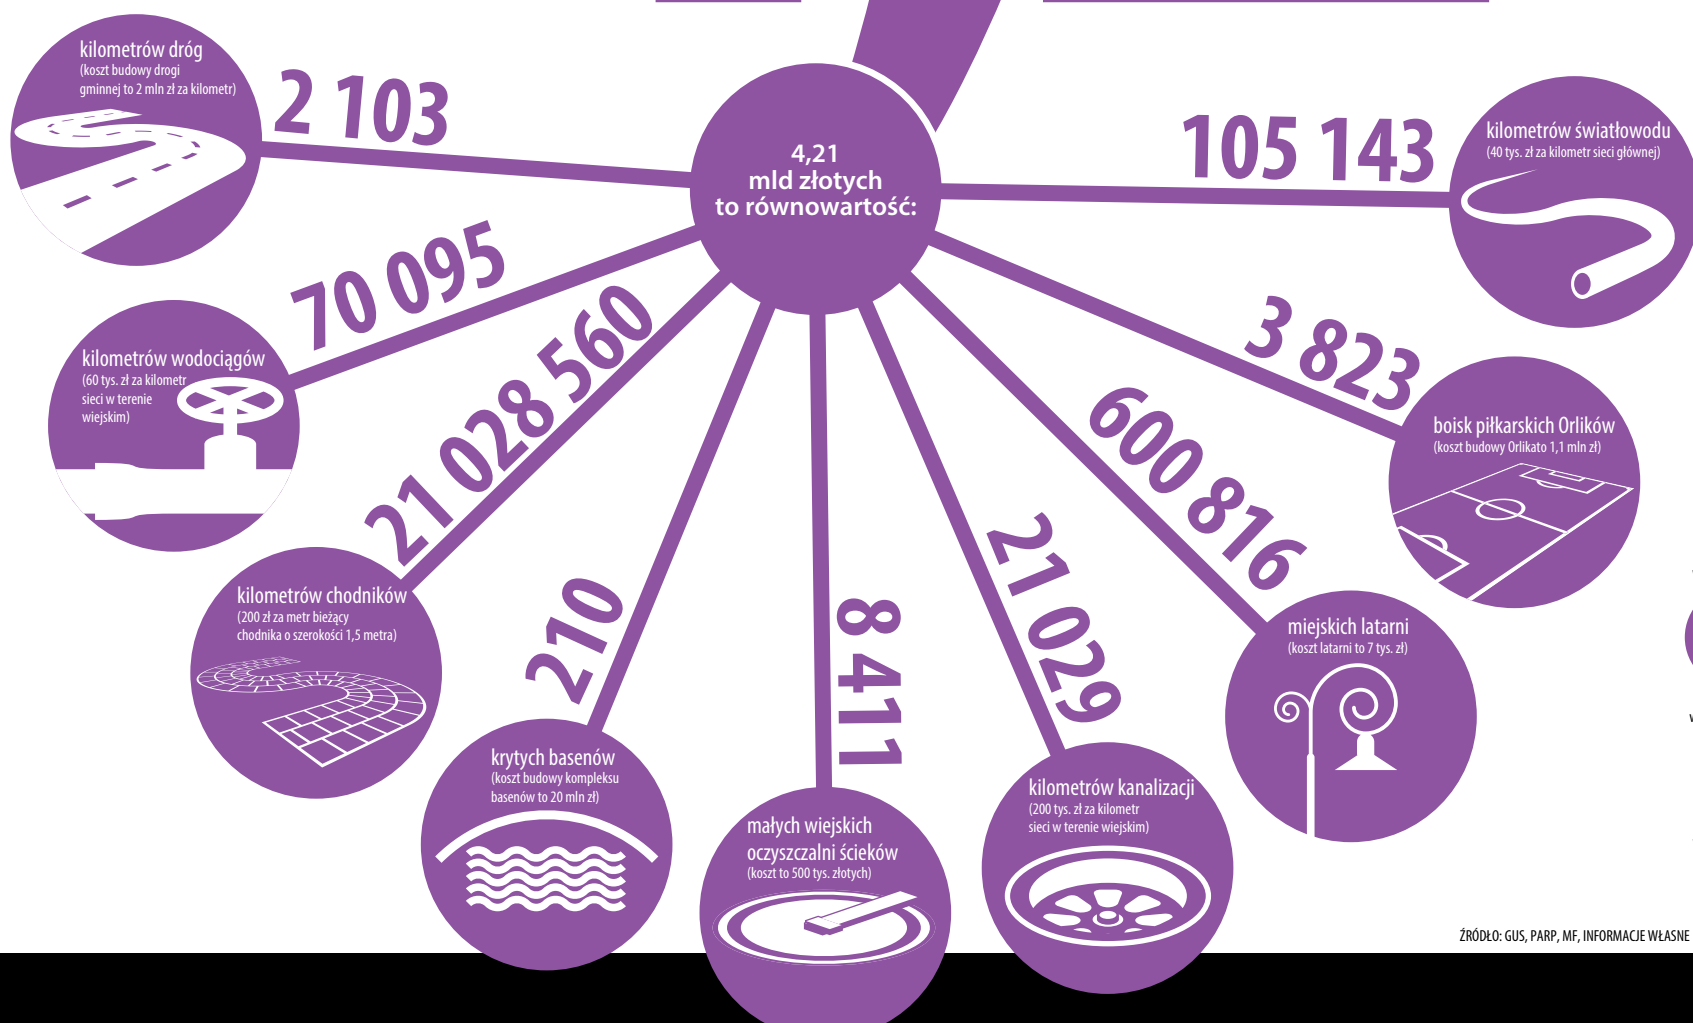 4,21
mld złotych
to równowartość:
2 103
kilometrów dróg
(koszt budowy drogi
gminnej to 2 mln zł za kilometr)
70 095
kilometrów wodociągów
(60 tys. zł za kilometr
sieci w terenie
wiejskim)
21 028 560
kilometrów chodników
(200 zł za metr bieżący
chodnika o szerokości 1,5 metra)
210
krytych basenów
(koszt budowy kompleksu
basenów to 20 mln zł)
8 411
małych wiejskich
oczyszczalni ścieków
(koszt to 500 tys. złotych)
21 029
kilometrów kanalizacji
(200 tys. zł za kilometr
sieci w terenie wiejskim)
600 816
miejskich latarni
(koszt latarni to 7 tys. zł)
3 823
boisk piłkarskich Orlików
(koszt budowy Orlikato 1,1 mln zł)
105 143
kilometrów światłowodu
(40 tys. zł za kilometr sieci głównej)
ŹRÓDŁO: GUS, PARP, MF, INFORMACJE WŁASNE